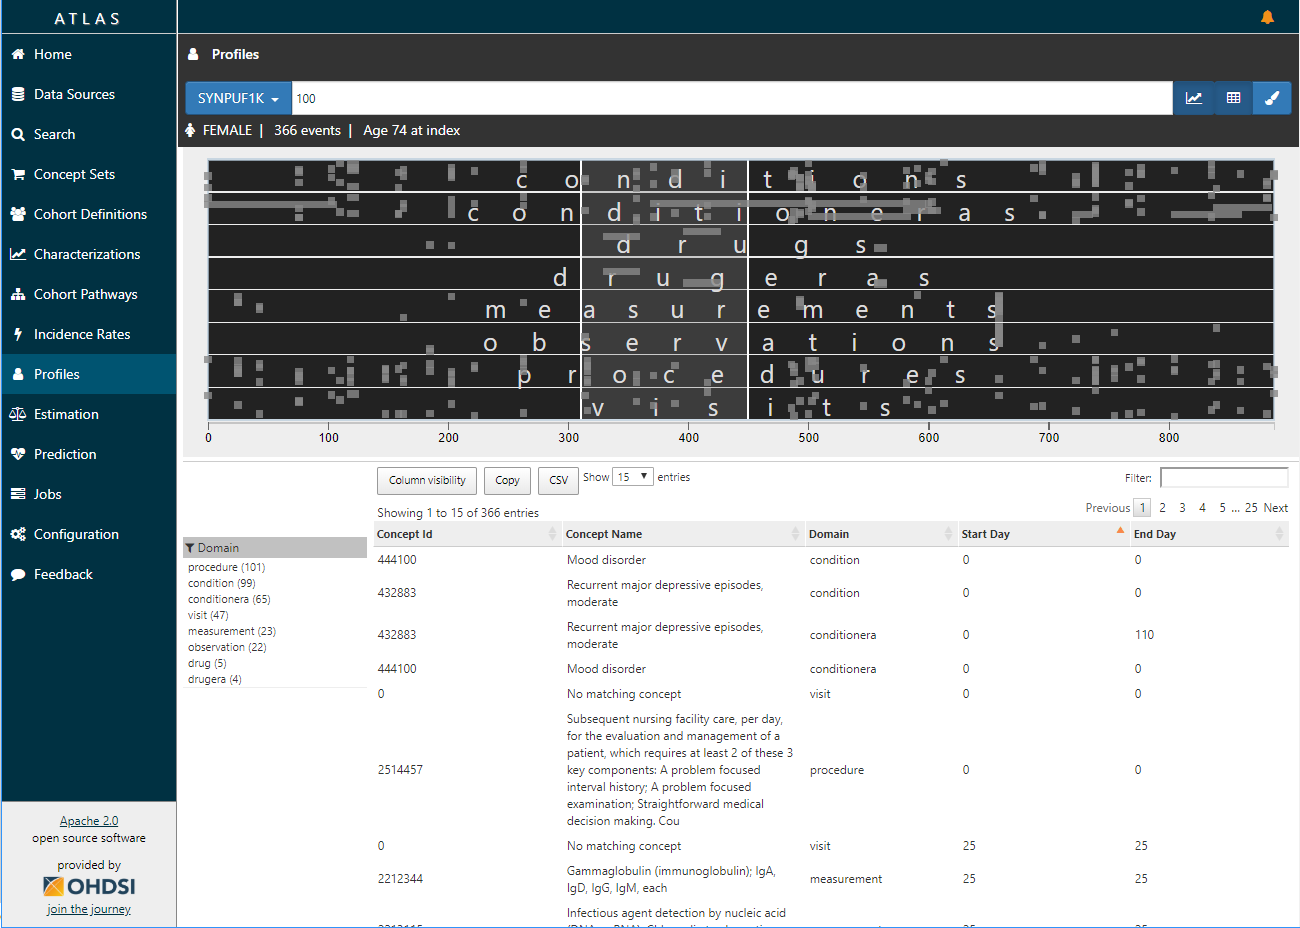 ATLAS
Home
Data Sources
Search
Concept Sets
Cohort Definitions
Characterizations
Cohort Pathways
Incidence Rates
Profiles
Estimation
Prediction
Jobs
Configuration
Feedback
Apache 2.0
open source software
provided by
OHDSI
join the journey
Profiles
SYNPUF1K 100
FEMALE | 366 events | Age 74 at index
conditions
conditioneras
drugs
drugeras
measurements
observations
procedures
visits
0 100 200 300 400 500 600 700 800
Column visibility Copy CSV Show 15 entries Filter:
Showing 1 to 15 of 366 entries Previous 1 2 3 4 5 ... 25 Next
Domain
procedure (101)
condition (99)
conditionera (65)
visit (47)
measurement (23)
observation (22)
drug (5)
drugera (4)
Concept Id Concept Name Domain Start Day End Day
444100 Mood disorder condition 0 0
432883 Recurrent major depressive episodes, condition 0 0
moderate
432883 Recurrent major depressive episodes, conditionera 0 110
moderate
444100 Mood disorder conditionera 0 0
0 No matching concept visit 0 0
Subsequent nursing facility care, per day,
for the evaluation and management of a
patient, which requires at least 2 of these 3
2514457 key components: A problem focused procedure 0 0
interval history; A problem focused
examination; Straightforward medical
decision making. Cou
0 No matching concept visit 25 25
2212344 Gammaglobulin (immunoglobulin); IgA, measurement 25 25
IgD, IgG, IgM, each
Infectious agent detection by nucleic acid